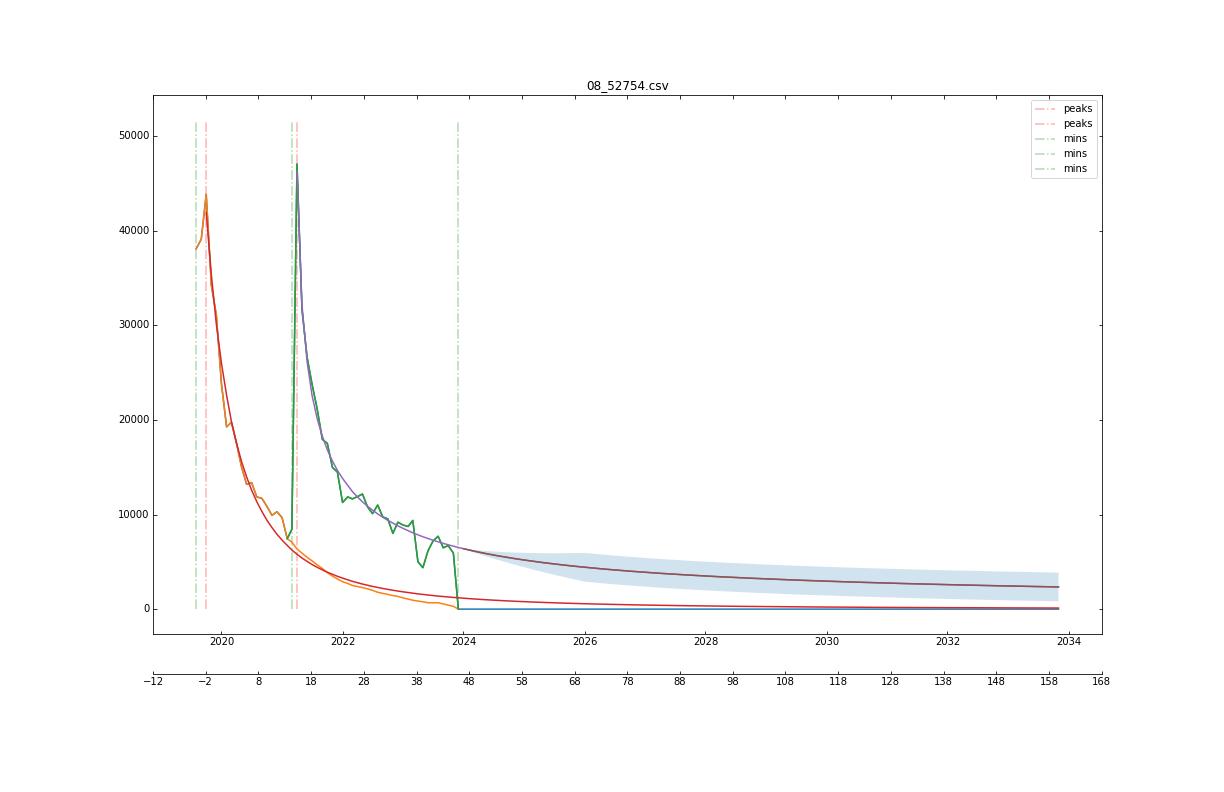 08_52754.csv
peaks
peaks
mins
mins
mins
50000
40000
30000
20000
10000
0
2020 2022 2024 2026 2028 2030 2032 2034
−12 −2 8 18 28 38 48 58 68 78 88 98 108 118 128 138 148 158 168